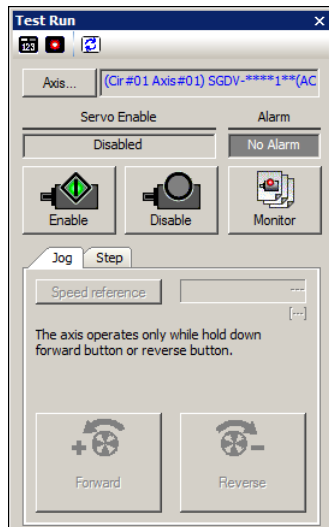 Test Run
123
Axis...
(Cir#01 Axis#01) SGDV-****1**(AC
Servo Enable
Alarm
Disabled
No Alarm
Enable
Disable
Monitor
Jog
Step
Speed reference
---
[---]
The axis operates only while hold down
forward button or reverse button.
Forward
Reverse